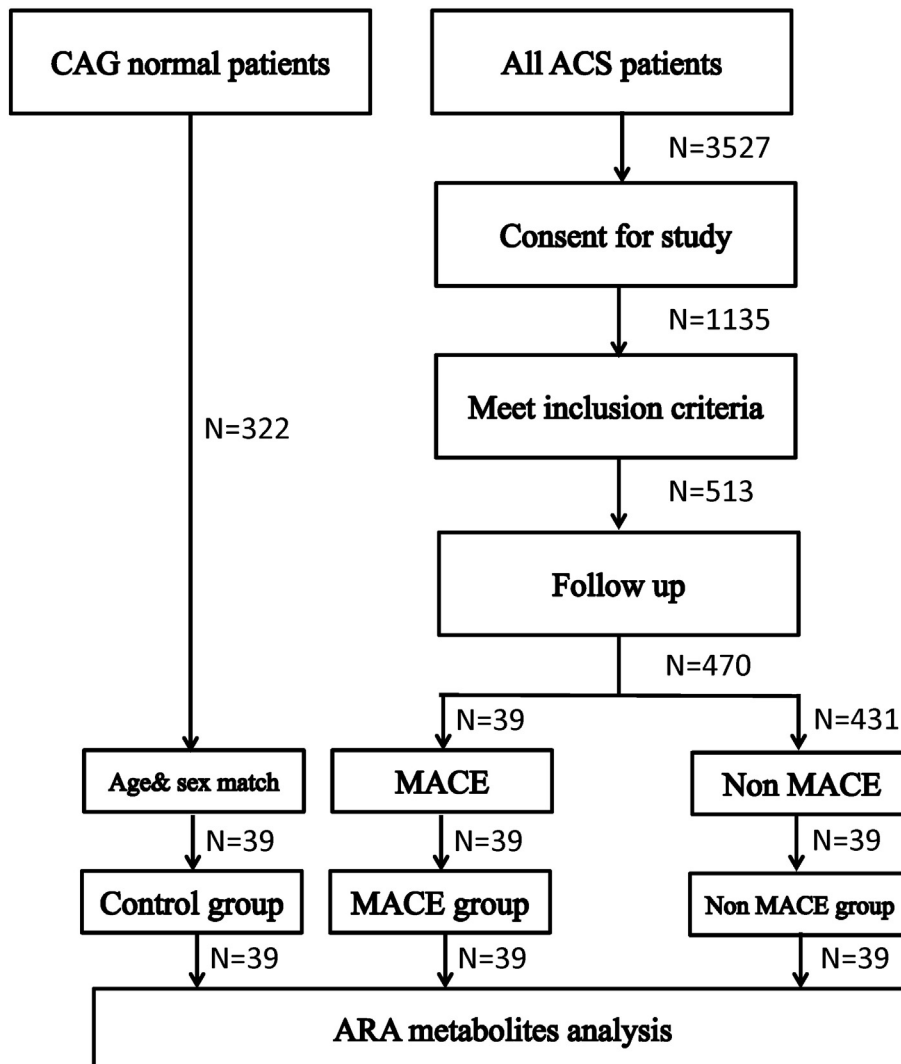 CAG normal patients
All ACS patients
N=3527
Consent for study
N=1135
Meet inclusion criteria
N=322
N=513
Follow up
N=470
N=39
N=431
Age& sex match
MACE
Non MACE
N=39
N=39
N=39
Control group
MACE group
Non MACE group
N=39
N=39
N=39
ARA metabolites analysis